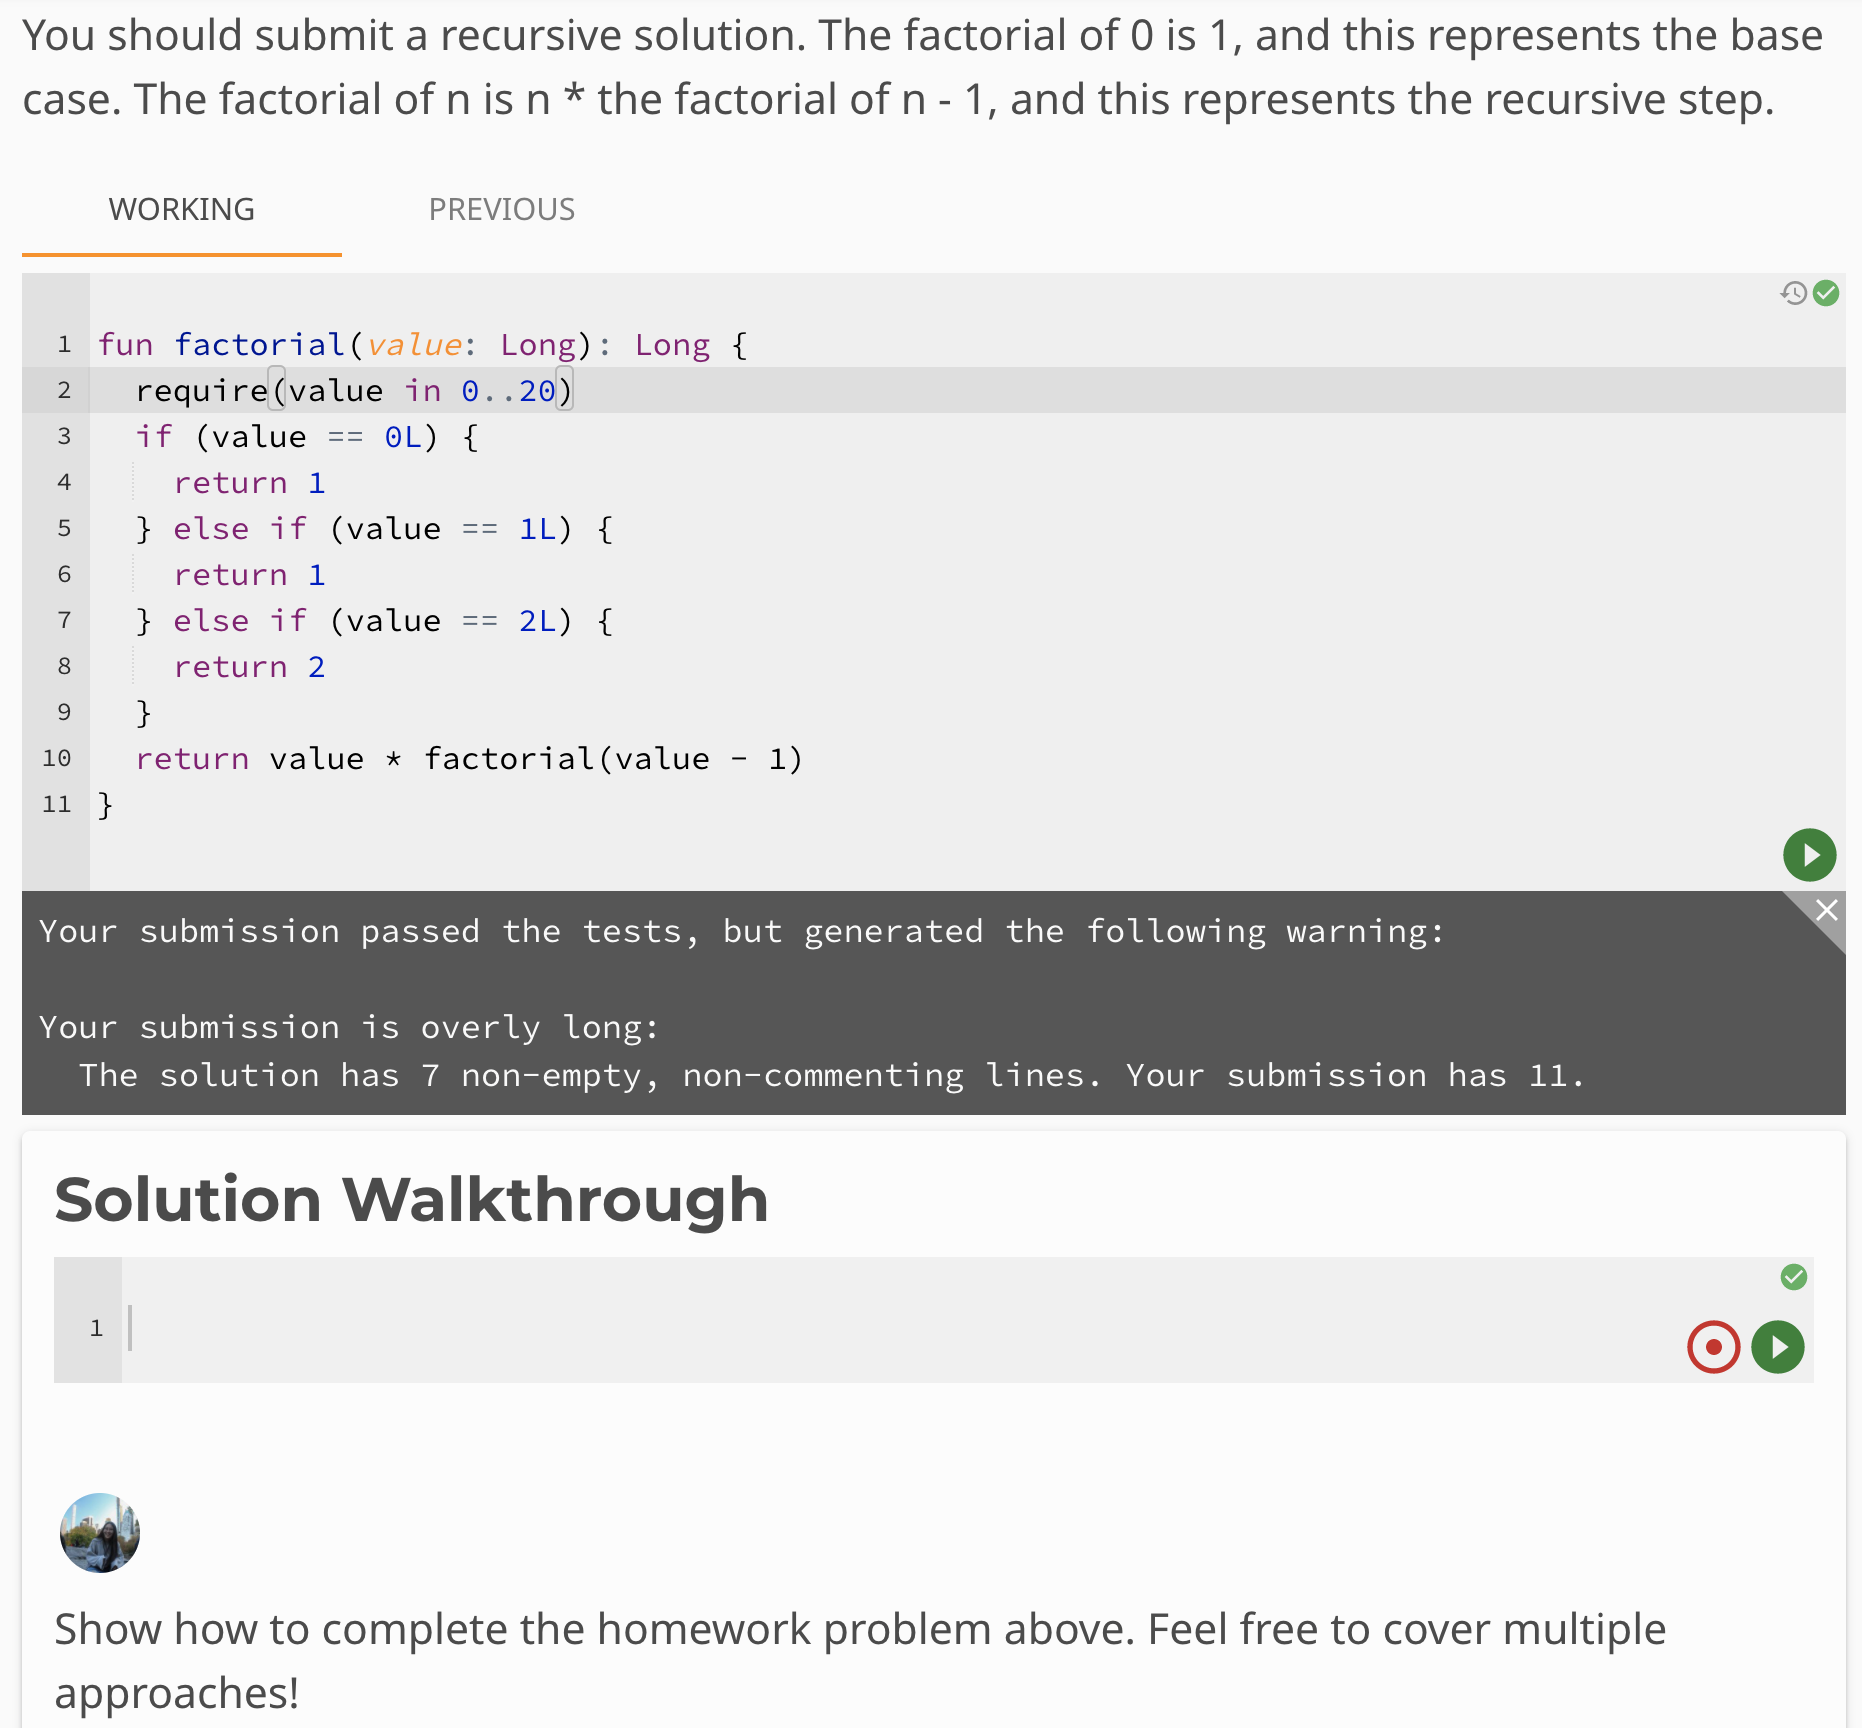 You should submit a recursive solution. The factorial of 0 is 1, and this represents the base
case. The factorial of n is n * the factorial of n - 1, and this represents the recursive step.
WORKING PREVIOUS
1 fun factorial(value: Long): Long {
2   require(value in 0..20)
3   if (value == 0L) {
4     return 1
5   } else if (value == 1L) {
6     return 1
7   } else if (value == 2L) {
8     return 2
9   }
10   return value * factorial(value - 1)
11 }
Your submission passed the tests, but generated the following warning:
Your submission is overly long:
  The solution has 7 non-empty, non-commenting lines. Your submission has 11.
Solution Walkthrough
1
Show how to complete the homework problem above. Feel free to cover multiple
approaches!